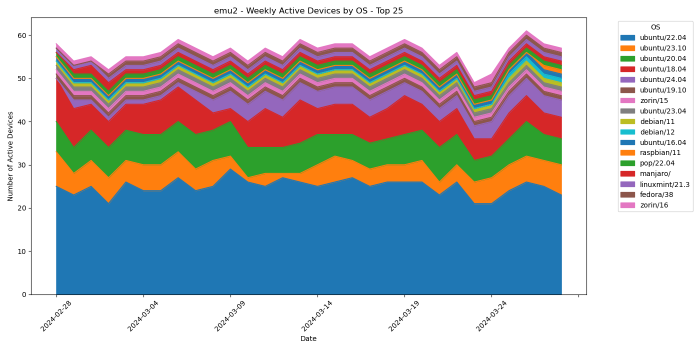 emu2 - Weekly Active Devices by OS - Top 25
OS
ubuntu/22.04
ubuntu/23.10
ubuntu/20.04
ubuntu/18.04
ubuntu/24.04
ubuntu/19.10
zorin/15
ubuntu/23.04
debian/11
debian/12
ubuntu/16.04
raspbian/11
pop/22.04
manjaro/
linuxmint/21.3
fedora/38
zorin/16
Number of Active Devices
60
50
40
30
20
10
0
2024-02-28
2024-03-04
2024-03-09
2024-03-14
2024-03-19
2024-03-24
Date